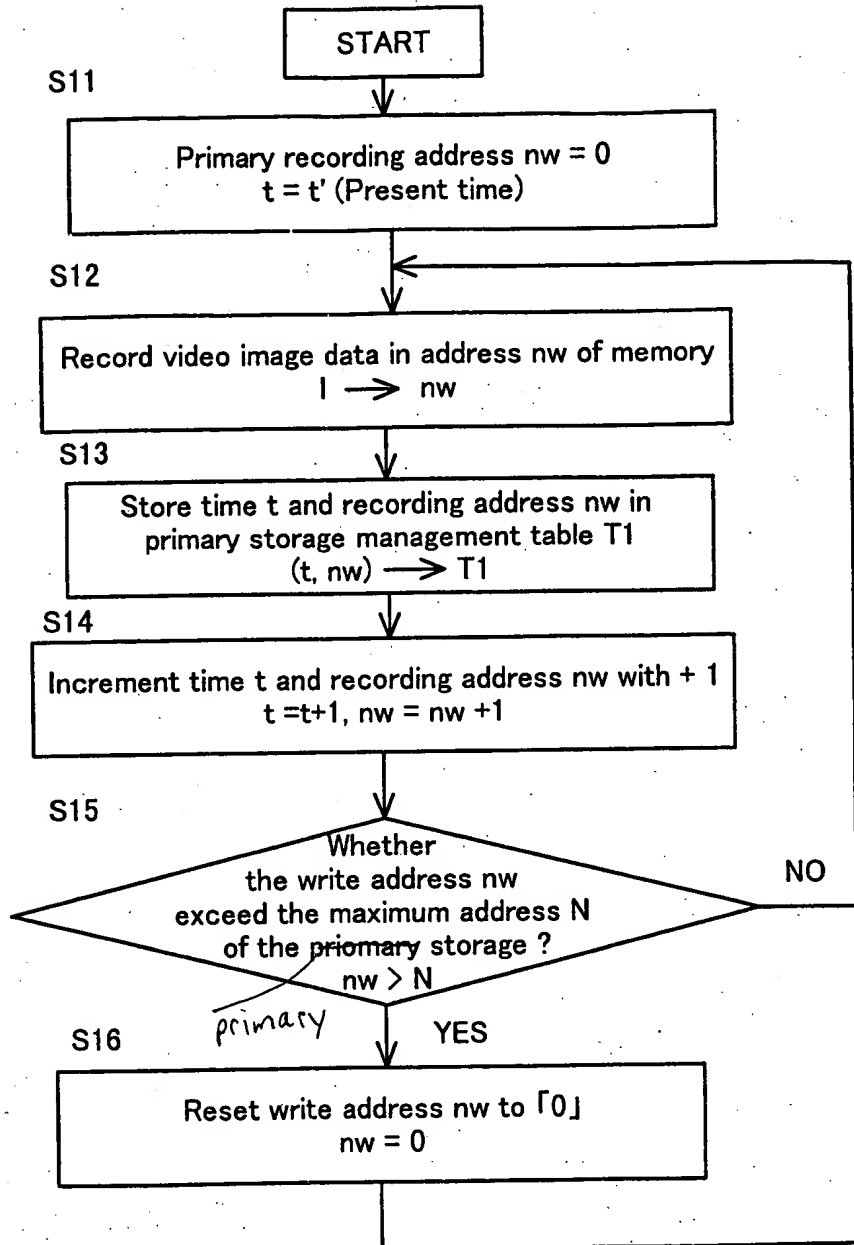 START
S11
Primary recording address nw = 0
t = t' (Present time)
S12
Record video image data in address nw of memory
I → nw
S13
Store time t and recording address nw in
primary storage management table T1
(t, nw) → T1
S14
Increment time t and recording address nw with + 1
t =t+1, nw = nw +1
S15
Whether
the write address nw
exceed the maximum address N
of the priomary storage ?
nw > N
NO
primary
YES
S16
Reset write address nw to「0」
nw = 0